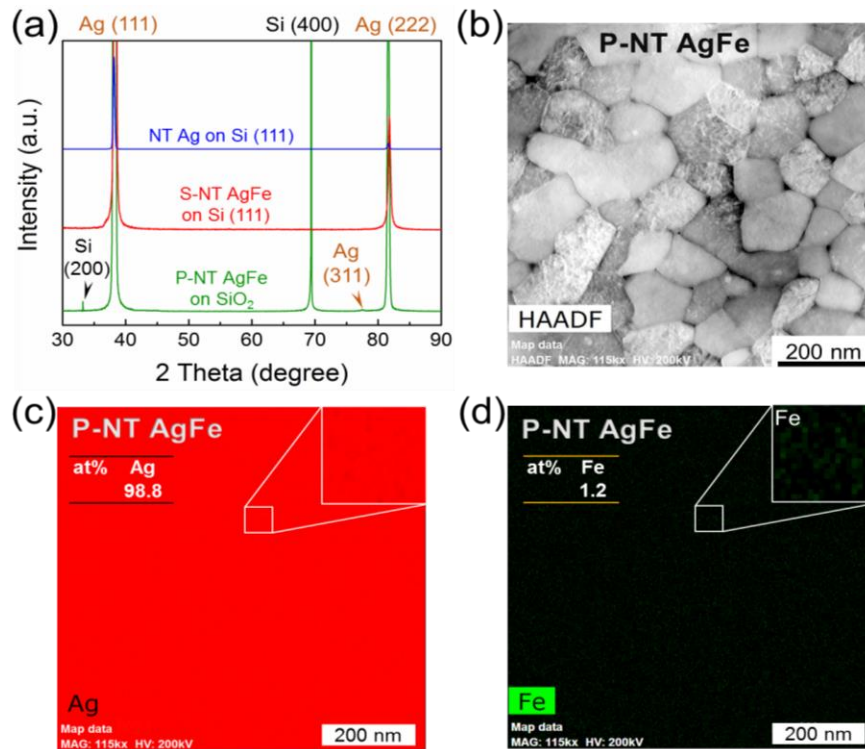 (a)
Ag (111)
Si (400)
Ag (222)
NT Ag on Si (111)
S-NT AgFe
on Si (111)
Si
(200)
P-NT AgFe
on SiO2
Ag
(311)
Intensity (a.u.)
30 40 50 60 70 80 90
2 Theta (degree)
(b)
P-NT AgFe
HAADF
Map data
HAADF MAG: 115kx HV: 200kV
200 nm
(c)
P-NT AgFe
at% Ag
98.8
Ag
Map data
MAG: 115kx HV: 200kV
200 nm
(d)
P-NT AgFe
Fe
at% Fe
1.2
Fe
Map data
MAG: 115kx HV: 200kV
200 nm